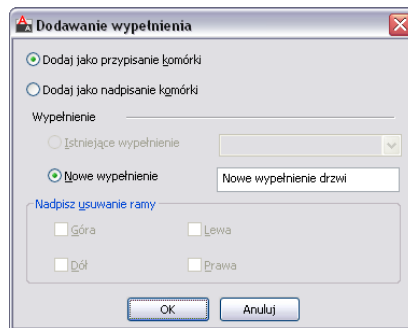 Dodawanie wypełnienia
Dodaj jako przypisanie komórki
Dodaj jako nadpisanie komórki
Wypełnienie
Istniejące wypełnienie
Nowe wypełnienie Nowe wypełnienie drzwi
Nadpisz usuwanie ramy
Góra Lewa
Dół Prawa
OK Anuluj